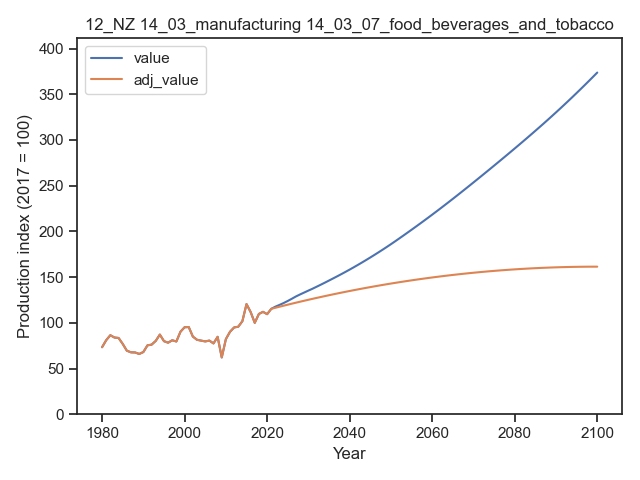 12_NZ 14_03_manufacturing 14_03_07_food_beverages_and_tobacco
value
adj_value
Production index (2017 = 100)
400
350
300
250
200
150
100
50
0
1980 2000 2020 2040 2060 2080 2100
Year